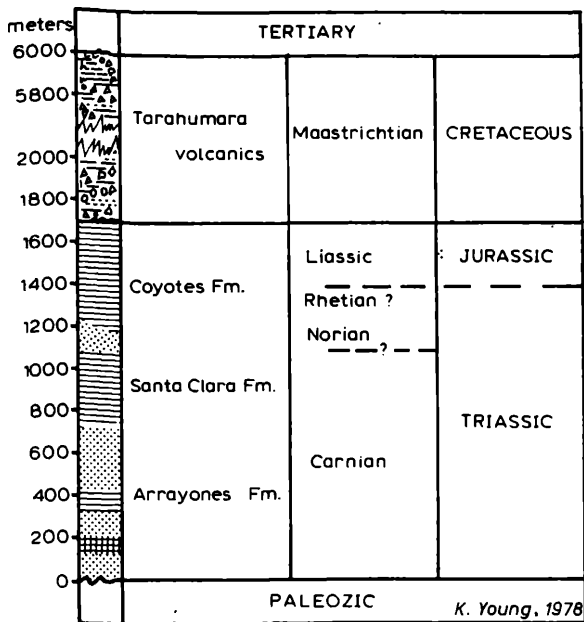 meters
TERTIARY
6000
5800
2000
1800
Tarahumara
volcanics
Maastrichtian
CRETACEOUS
1600
1400
1200
1000
800
600
400
200
0
Coyotes Fm.
Santa Clara Fm.
Arrayones Fm.
Liassic
Rhetian ?
Norian
?
Carnian
JURASSIC
TRIASSIC
PALEOZIC
K. Young, 1978